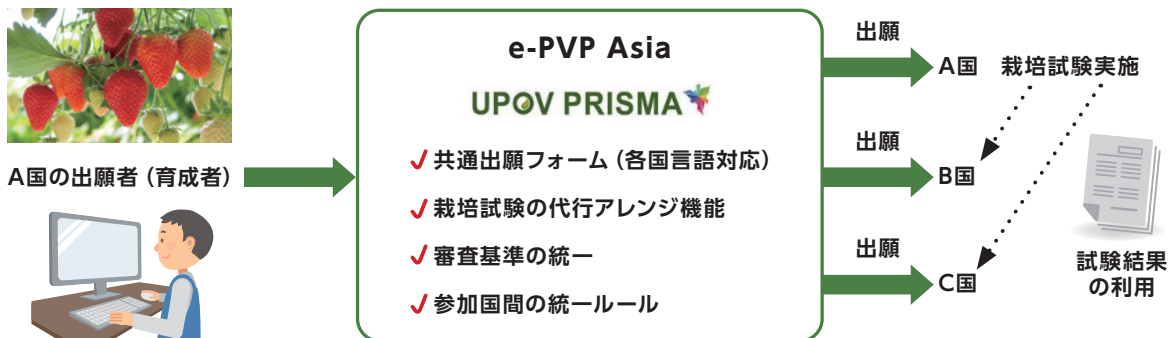 A国の出願者（育成者）
e-PVP Asia
UPOV PRISMA
共通出願フォーム（各国言語対応）
栽培試験の代行アレンジ機能
審査基準の統一
参加国間の統一ルール
出願
A国 栽培試験実施
出願
B国
出願
C国
試験結果
の利用